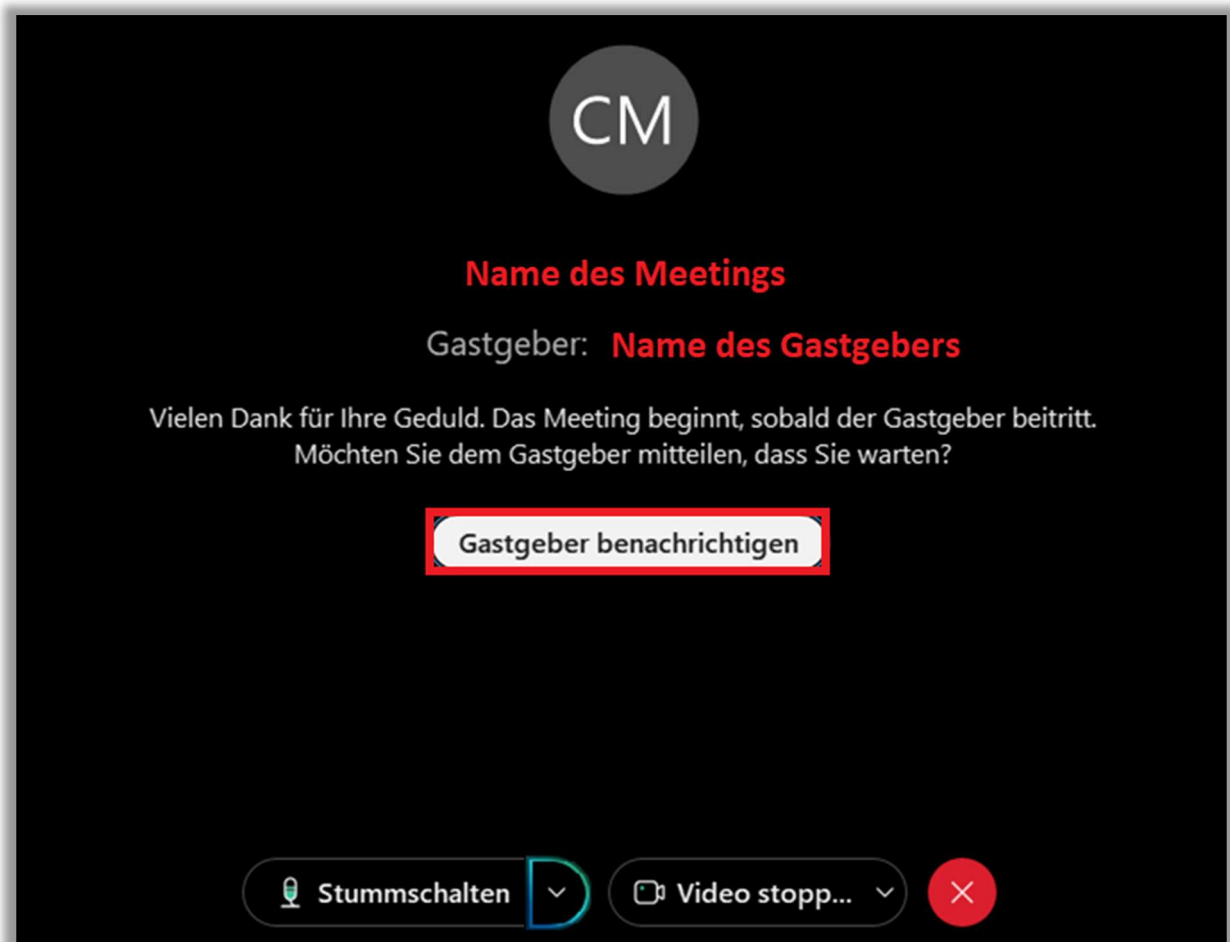 CM
Name des Meetings
Gastgeber: Name des Gastgebers
Vielen Dank für Ihre Geduld. Das Meeting beginnt, sobald der Gastgeber beitritt.
Möchten Sie dem Gastgeber mitteilen, dass Sie warten?
Gastgeber benachrichtigen
Stummschalten Video stopp...